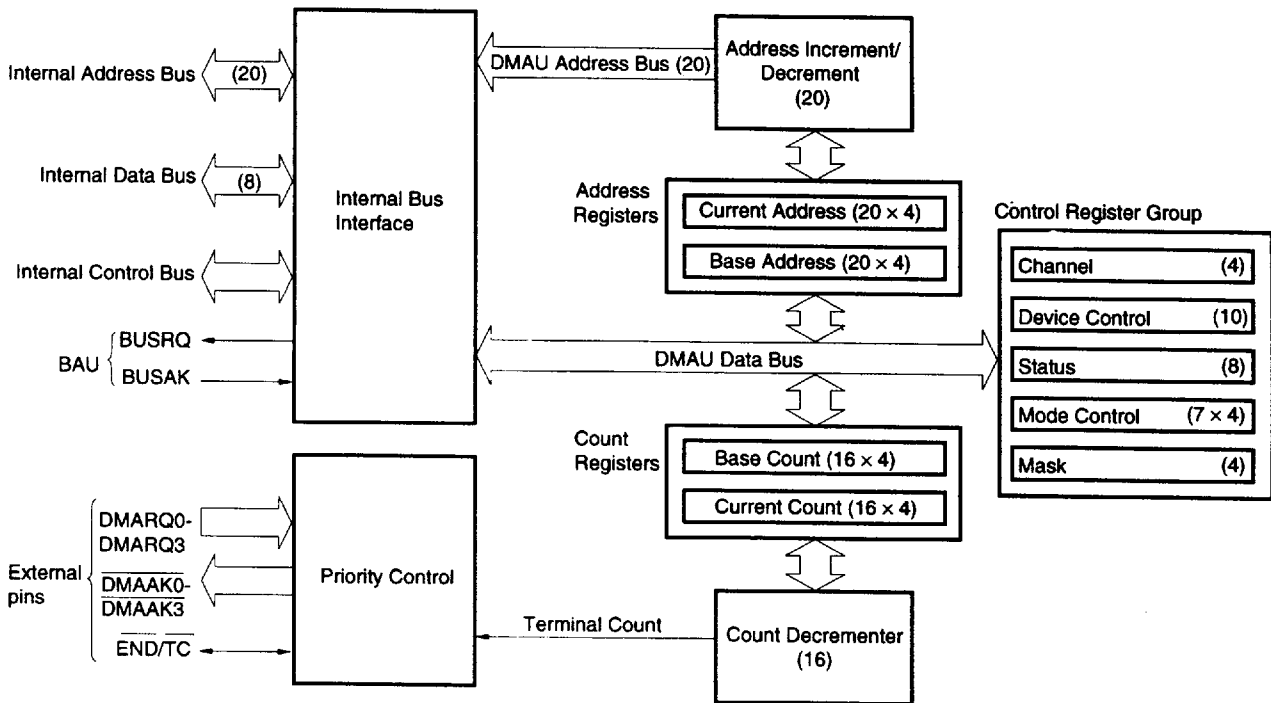 Internal Address Bus
(20)
Internal Data Bus
(8)
Internal Control Bus
BAU
BUSRQ
BUSAK
Internal Bus
Interface
DMAU Address Bus (20)
Address Increment/
Decrement
(20)
Address
Registers
Current Address (20 × 4)
Base Address (20 × 4)
DMAU Data Bus
Control Register Group
Channel (4)
Device Control (10)
Status (8)
Mode Control (7 × 4)
Mask (4)
Count
Registers
Base Count (16 × 4)
Current Count (16 × 4)
External
pins
DMARQ0-
DMARQ3
DMAAK0-
DMAAK3
END/TC
Priority Control
Terminal Count
Count Decrementer
(16)